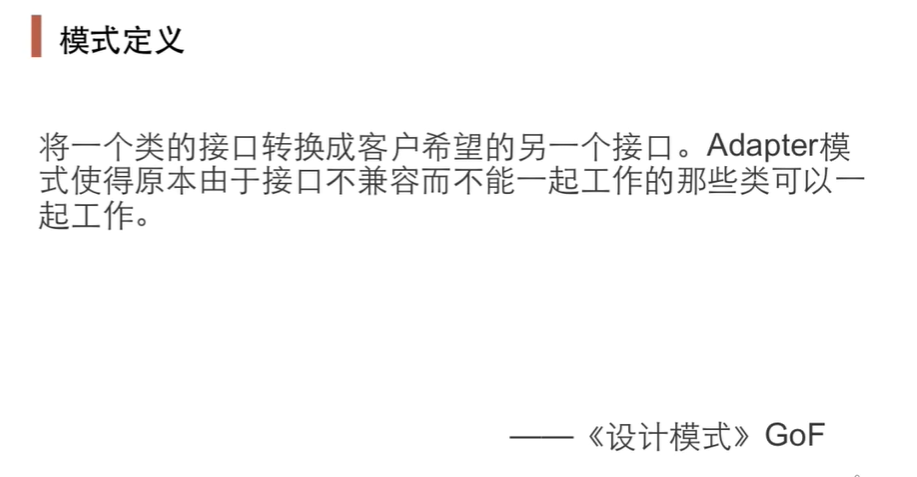 模式定义
将一个类的接口转换成客户希望的另一个接口。Adapter模
式使得原本由于接口不兼容而不能一起工作的那些类可以一
起工作。
——《设计模式》GoF